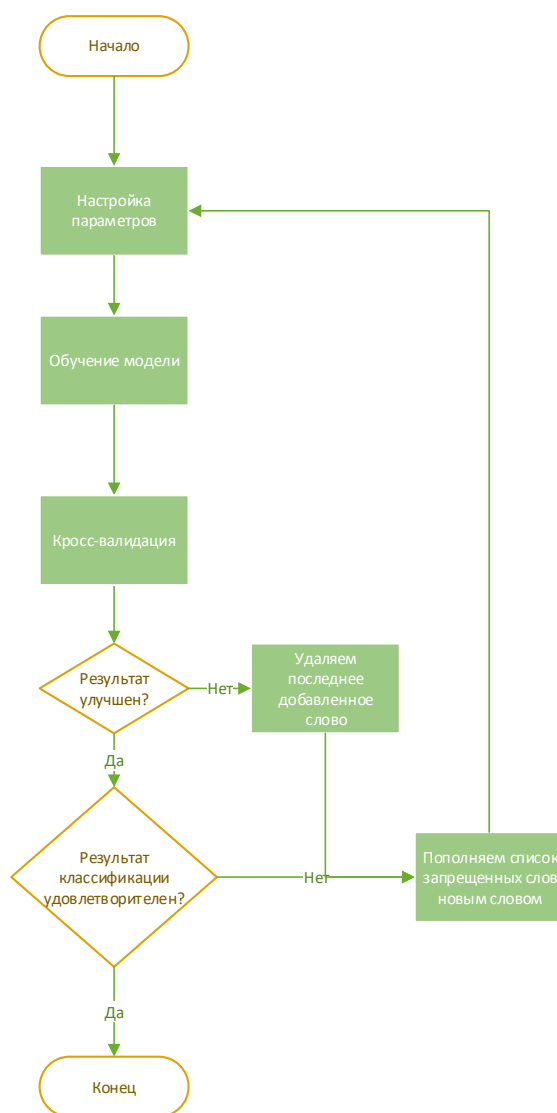 Начало
Настройка
параметров
Обучение модели
Кросс-валидация
Результат
улучшен?
Нет
Удаляем
последнее
добавленное
слово
Да
Результат
классификации
удовлетворителен?
Нет
Пополняем список
запрещенных слов
новым словом
Да
Конец